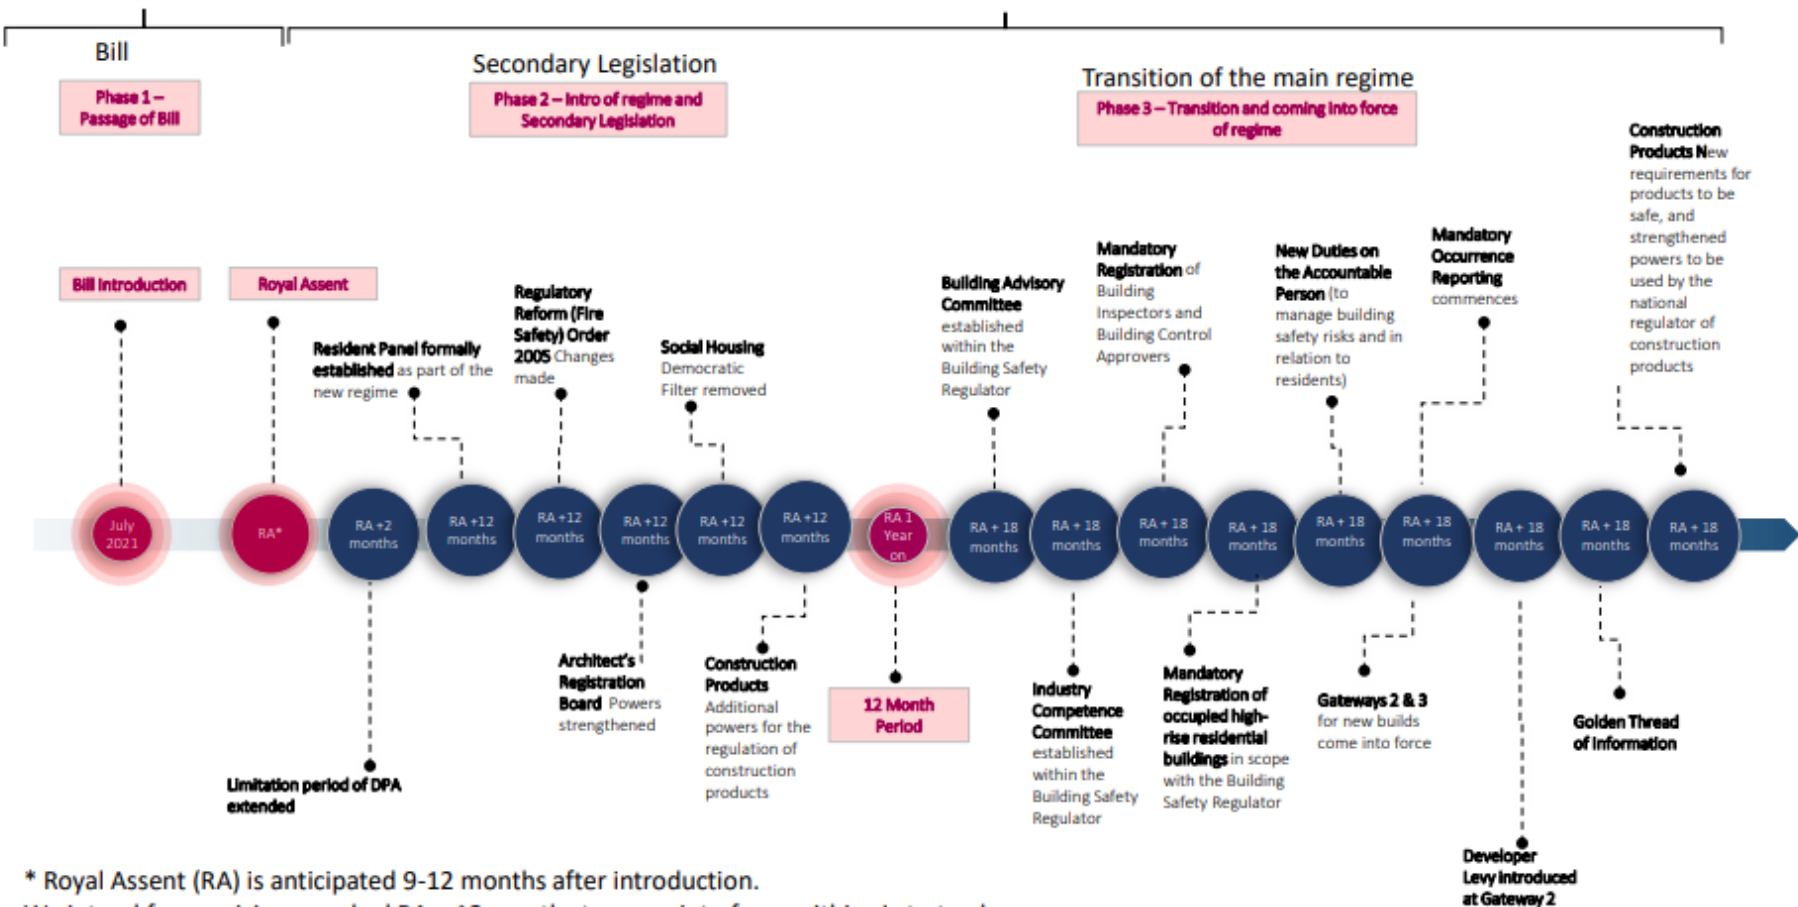 Bill
Secondary Legislation
Transition of the main regime
Phase 1 –
Passage of Bill
Phase 2 – Intro of regime and
Secondary Legislation
Phase 3 – Transition and coming into force
of regime
Bill Introduction
Royal Assent
Resident Panel formally
established as part of the
new regime
Regulatory
Reform (Fire
Safety) Order
2005 Changes
made
Social Housing
Democratic
Filter removed
Building Advisory
Committee
established
within the
Building Safety
Regulator
Mandatory
Registration of
Building
Inspectors and
Building Control
Approvers
New Duties on
the Accountable
Person (to
manage building
safety risks and in
relation to
residents)
Mandatory
Occurrence
Reporting
commences
Construction
Products New
requirements for
products to be
safe, and
strengthened
powers to be
used by the
national
regulator of
construction
products
July
2021
RA*
RA +2
months
RA +12
months
RA +12
months
RA +12
months
RA +12
months
RA +12
months
RA 1
Year
on
RA + 18
months
RA + 18
months
RA + 18
months
RA + 18
months
RA + 18
months
RA + 18
months
RA + 18
months
RA + 18
months
RA + 18
months
Limitation period of DPA
extended
Architect's
Registration
Board Powers
strengthened
Construction
Products
Additional
powers for the
regulation of
construction
products
12 Month
Period
Industry
Competence
Committee
established
within the
Building Safety
Regulator
Mandatory
Registration of
occupied high-
rise residential
buildings in scope
with the Building
Safety Regulator
Gateways 2 & 3
for new builds
come into force
Developer
Levy introduced
at Gateway 2
Golden Thread
of Information
* Royal Assent (RA) is anticipated 9-12 months after introduction.